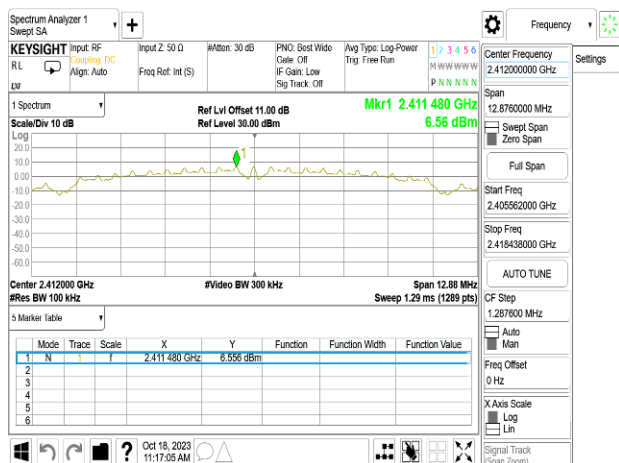 Spectrum Analyzer 1
Swept SA
Frequency
KEYSIGHT
RL
Input: RF
Coupling: DC
Align: Auto
Input Z: 50 Ω
Freq Ref: Int (S)
#Atten: 30 dB
PNO: Best Wide
Gate: Off
IF Gain: Low
Sig Track: Off
Avg Type: Log-Power
Trig: Free Run
1 2 3 4 5 6
M W W W W W
P N N N N N
1 Spectrum
Scale/Div 10 dB
Ref Lvl Offset 11.00 dB
Ref Level 30.00 dBm
Mkr1 2.411 480 GHz
6.56 dBm
Log
20.0
10.0
0.00
-10.0
-20.0
-30.0
-40.0
-50.0
-60.0
1
Center 2.412000 GHz
#Res BW 100 kHz
#Video BW 300 kHz
Span 12.88 MHz
Sweep 1.29 ms (1289 pts)
5 Marker Table
Mode Trace Scale X Y Function Function Width Function Value
1 N 1 f 2.411 480 GHz 6.556 dBm
2
3
4
5
6
Oct 18, 2023
11:17:05 AM
?
Settings
Center Frequency
2.412000000 GHz
Span
12.8760000 MHz
Swept Span
Zero Span
Full Span
Start Freq
2.405562000 GHz
Stop Freq
2.418438000 GHz
AUTO TUNE
CF Step
1.287600 MHz
Auto
Man
Freq Offset
0 Hz
X Axis Scale
Log
Lin
Signal Track
(Span Zoom)